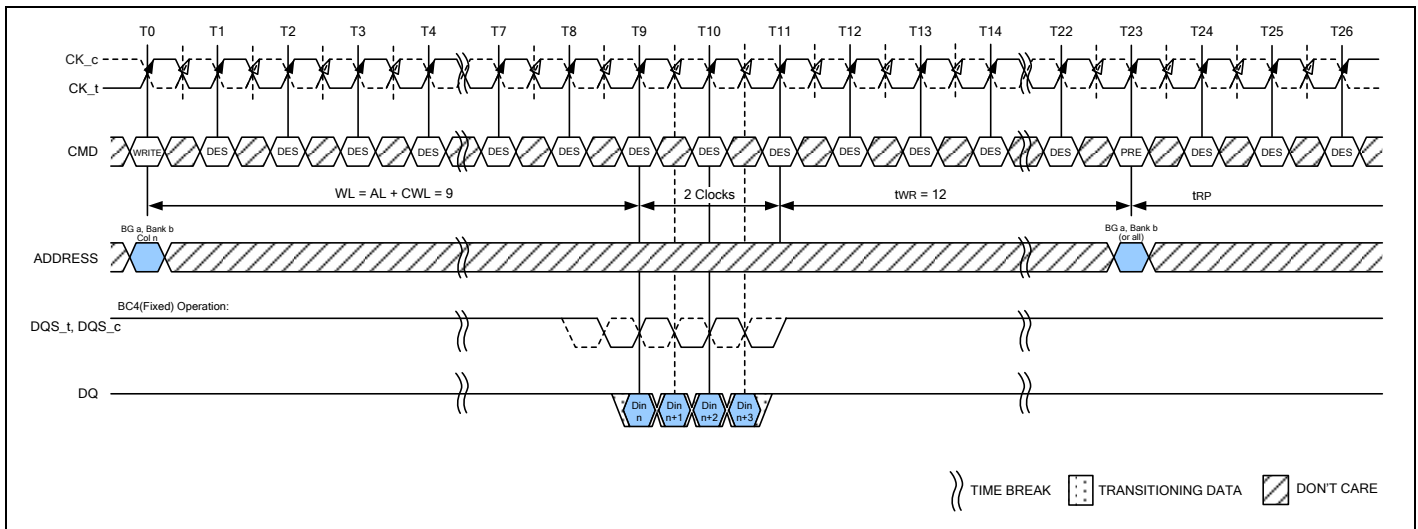 T0 T1 T2 T3 T4 T7 T8 T9 T10 T11 T12 T13 T14 T22 T23 T24 T25 T26
CK_c
CK_t
CMD WRITE DES DES DES DES DES DES DES DES DES DES DES DES DES PRE DES DES DES
WL = AL + CWL = 9 2 Clocks tWR = 12 tRP
BG a, Bank b
Col n
BG a, Bank b
(or all)
ADDRESS
BC4(Fixed) Operation:
DQS_t, DQS_c
DQ
Din
n
Din
n+1
Din
n+2
Din
n+3
TIME BREAK TRANSITIONING DATA DON'T CARE